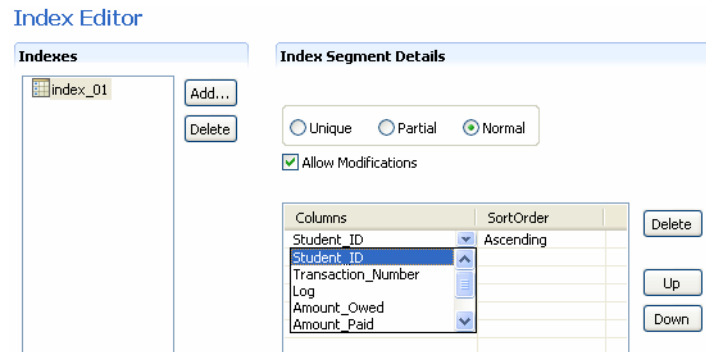 Index Editor
Indexes
index_01
Add...
Delete
Index Segment Details
Unique Partial Normal
Allow Modifications
Columns SortOrder
Student_ID Ascending
Student_ID
Transaction_Number
Log
Amount_Owed
Amount_Paid
Delete
Up
Down